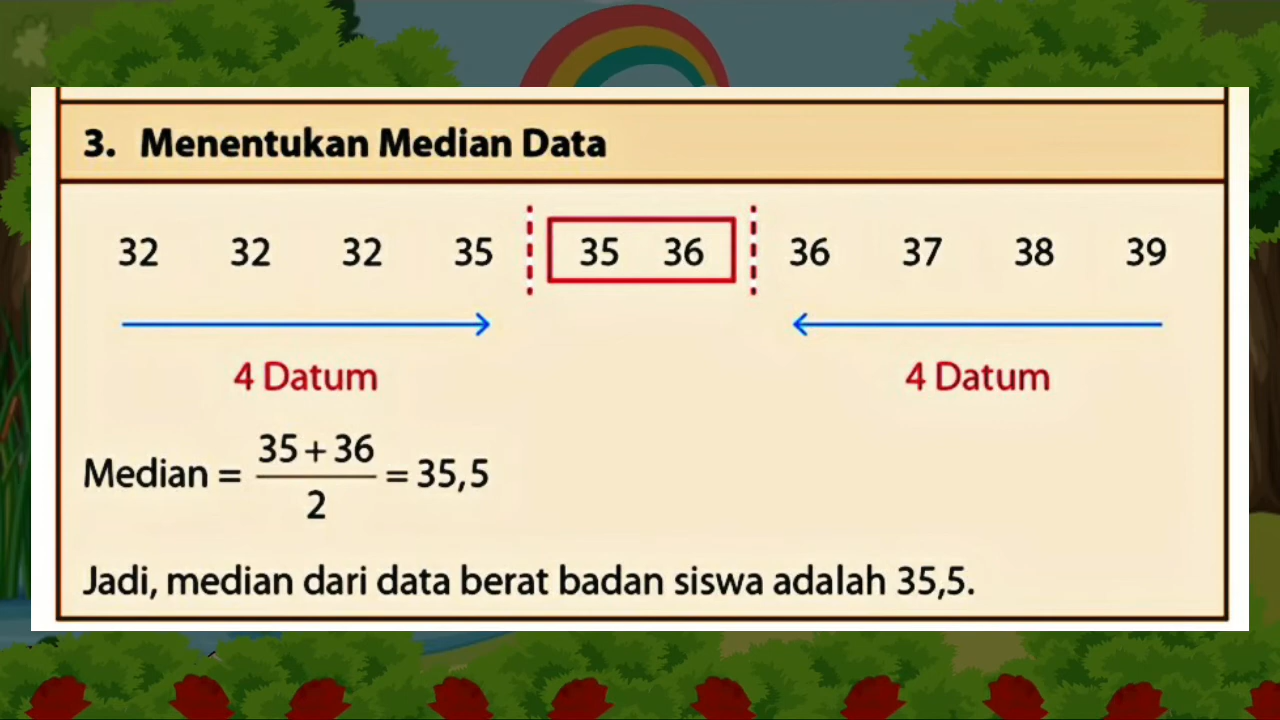 3. Menentukan Median Data
32 32 32 35 35 36 36 37 38 39
4 Datum 4 Datum
Median = 35 + 36 / 2 = 35,5
Jadi, median dari data berat badan siswa adalah 35,5.